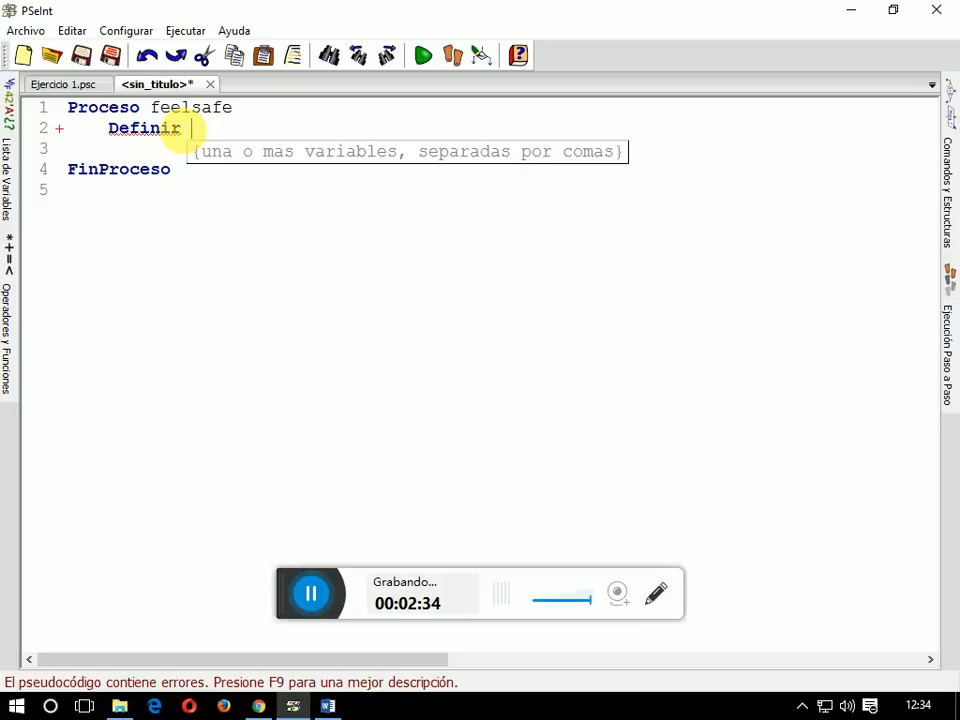 PSeInt
Archivo Editar Configurar Ejecutar Ayuda
Ejercicio 1.psc <sin_titulo>*
1 Proceso feelsafe
2 + Definir
{una o mas variables, separadas por comas}
3
4 FinProceso
5
Lista de Variables
*+=<
Operadores y Funciones
Comandos y Estructuras
Ejecución Paso a Paso
Grabando...
00:02:34
El pseudocódigo contiene errores. Presione F9 para una mejor descripción.
12:34